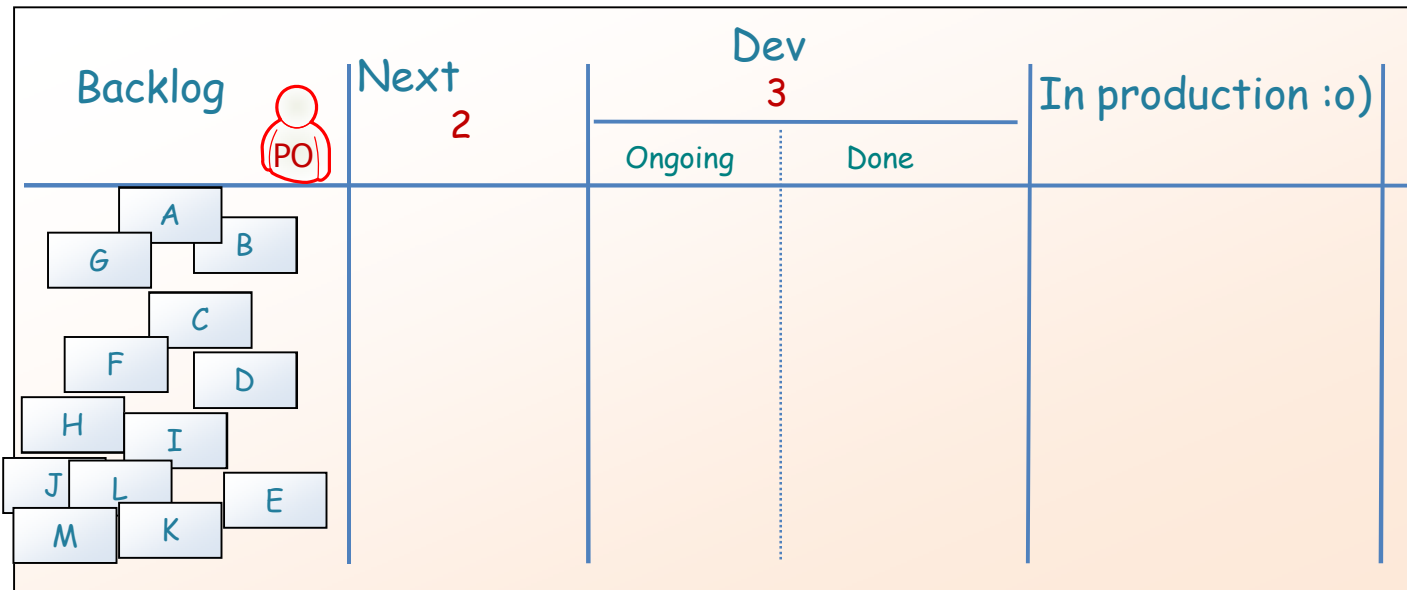 Backlog
PO
Next
2
Dev
3
Ongoing
Done
In production :o)
A
B
G
C
F
D
H
I
J
L
E
M
K